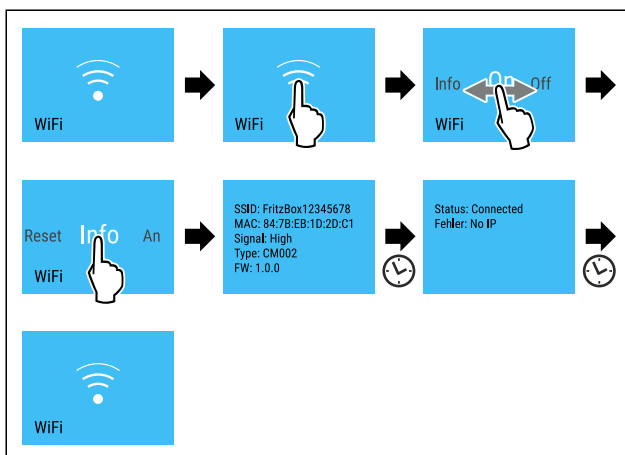 WiFi
WiFi
Info On Off
WiFi
Reset Info An
WiFi
SSID: FritzBox12345678
MAC: 84:7B:EB:1D:2D:C1
Signal: High
Type: CM002
FW: 1.0.0
Status: Connected
Fehler: No IP
WiFi